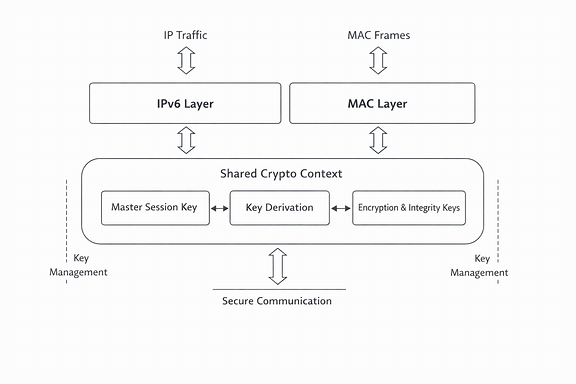 IP Traffic
MAC Frames
IPv6 Layer
MAC Layer
Shared Crypto Context
Master Session Key
Key Derivation
Encryption & Integrity Keys
Key
Management
Key
Management
Secure Communication